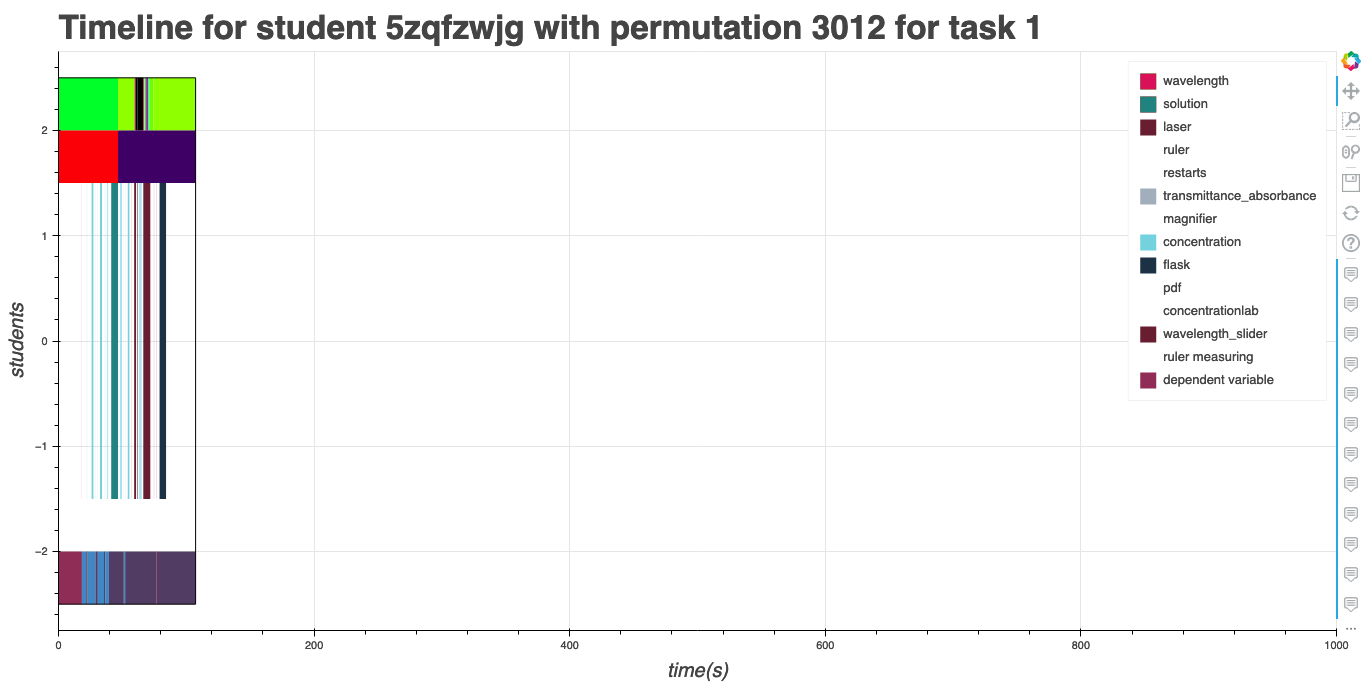 Timeline for student 5zqfzwjg with permutation 3012 for task 1
students
2
1
0
−1
−2
0 200 400 600 800 1000
time(s)
wavelength
solution
laser
ruler
restarts
transmittance_absorbance
magnifier
concentration
flask
pdf
concentrationlab
wavelength_slider
ruler measuring
dependent variable